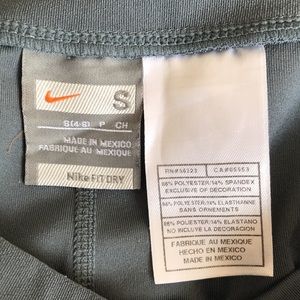 NIKE
S
S(4-6) P CH
MADE IN MEXICO
FABRIQUÉ AU MEXIQUE
NIKE FIT DRY
RN#56323 CA#05553
86% POLYESTER/14% SPANDEX
EXCLUSIVE OF DECORATION
86% POLYESTER/14% ELASTHANNE
SANS ORNEMENTS
86% POLIESTER/14% ELASTANO
NO INCLUYE LA DECORACION
FABRIQUE AU MEXIQUE
HECHO EN MEXICO
MADE IN MEXICO